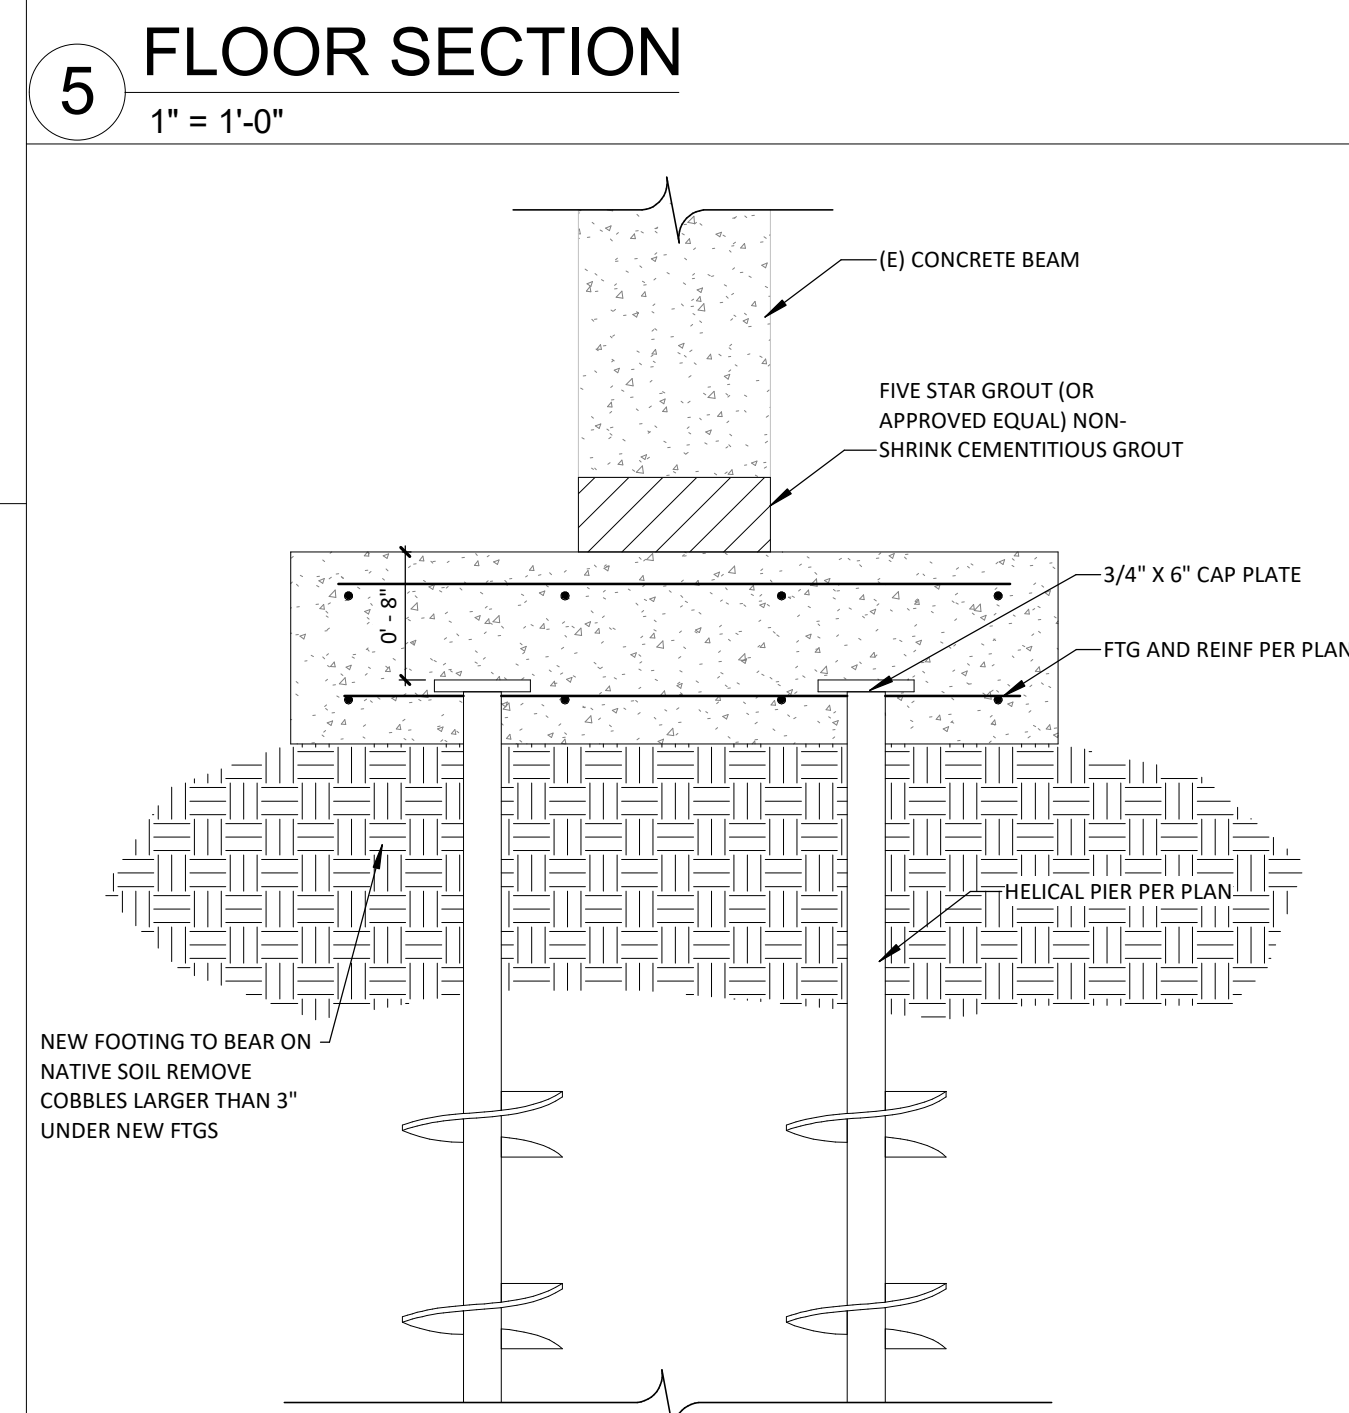 5
FLOOR SECTION
1" = 1'-0"
(E) CONCRETE BEAM
FIVE STAR GROUT (OR
APPROVED EQUAL) NON-
SHRINK CEMENTITIOUS GROUT
0' - 8"
3/4" X 6" CAP PLATE
FTG AND REINF PER PLAN
HELICAL PIER PER PLAN
NEW FOOTING TO BEAR ON
NATIVE SOIL REMOVE
COBBLES LARGER THAN 3"
UNDER NEW FTGS